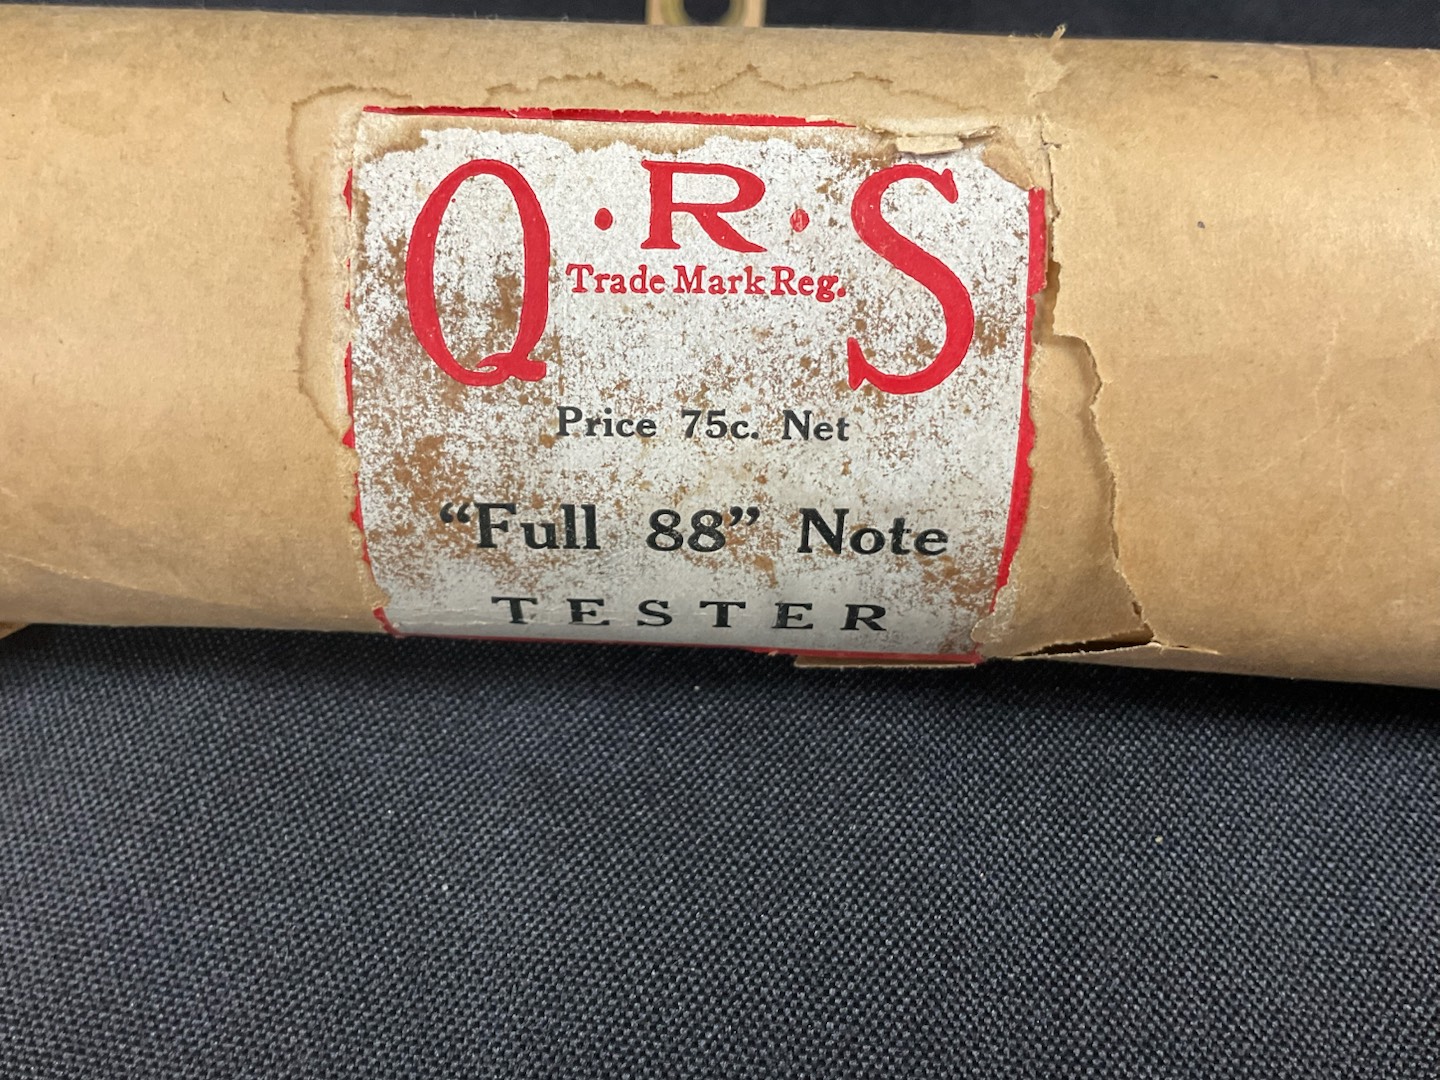 Q·R·S
Trade Mark Reg.
Price 75c. Net
“Full 88” Note
TESTER